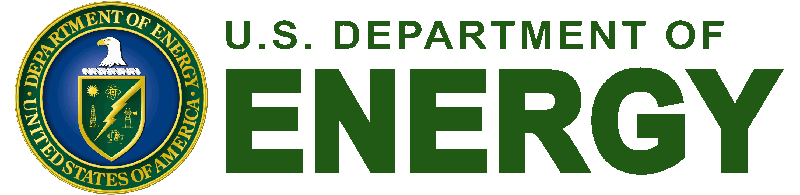 DEPARTMENT OF ENERGY
UNITED STATES OF AMERICA
U.S. DEPARTMENT OF
ENERGY